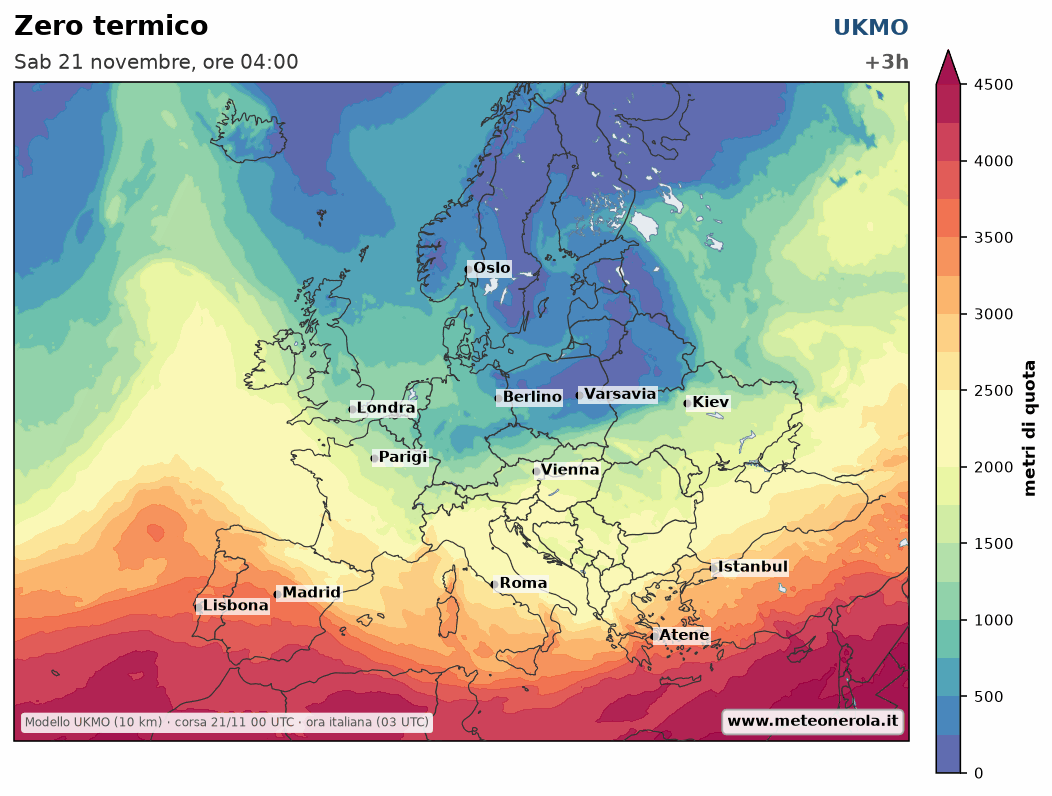 Zero termico
UKMO
Sab 21 novembre, ore 04:00
+3h
Oslo
Londra
Berlino
Varsavia
Kiev
Parigi
Vienna
Roma
Istanbul
Madrid
Lisbona
Atene
4500
4000
3500
3000
2500
2000
1500
1000
500
0
metri di quota
Modello UKMO (10 km) · corsa 21/11 00 UTC · ora italiana (03 UTC)
www.meteonerola.it